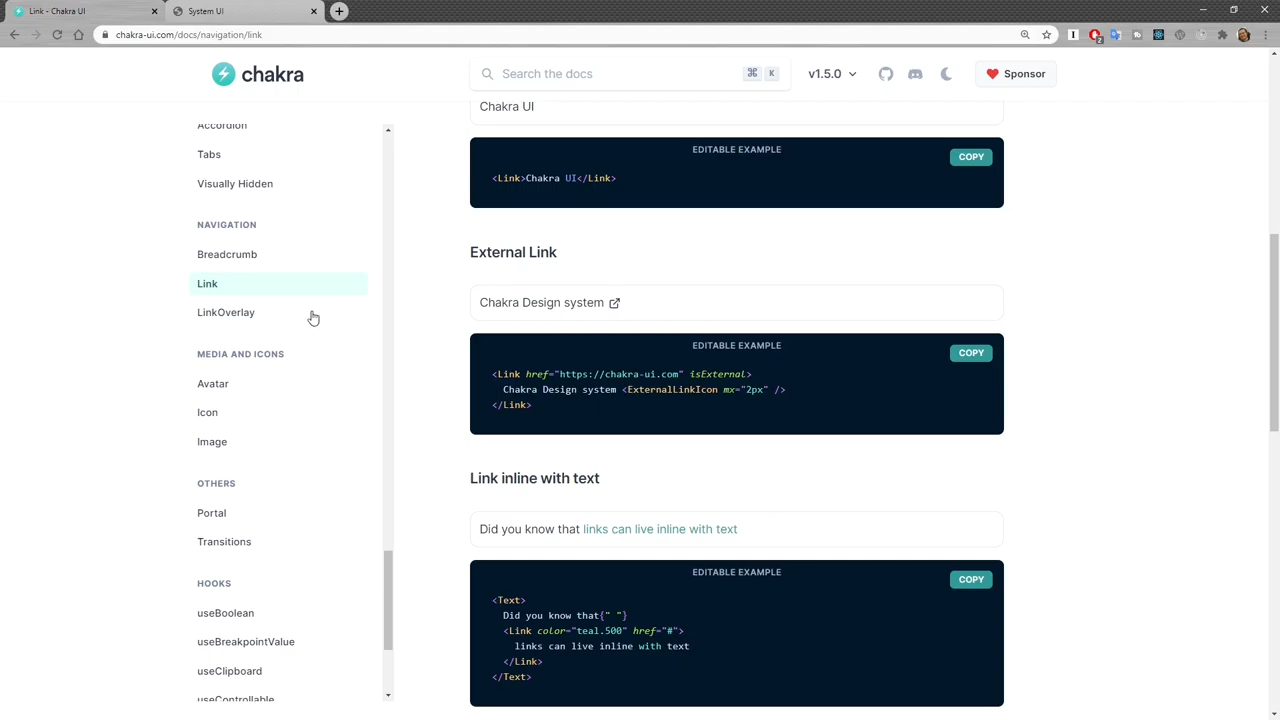 Link - Chakra UI
System UI
chakra-ui.com/docs/navigation/link
2
chakra
Search the docs
⌘ K
v1.5.0
Sponsor
Accordion
Tabs
Visually Hidden
NAVIGATION
Breadcrumb
Link
LinkOverlay
MEDIA AND ICONS
Avatar
Icon
Image
OTHERS
Portal
Transitions
HOOKS
useBoolean
useBreakpointValue
useClipboard
useControllable
Chakra UI
EDITABLE EXAMPLE
COPY
<Link>Chakra UI</Link>
External Link
Chakra Design system
EDITABLE EXAMPLE
COPY
<Link href="https://chakra-ui.com" isExternal>
Chakra Design system <ExternalLinkIcon mx="2px" />
</Link>
Link inline with text
Did you know that links can live inline with text
EDITABLE EXAMPLE
COPY
<Text>
Did you know that{" "}
<Link color="teal.500" href="#">
links can live inline with text
</Link>
</Text>